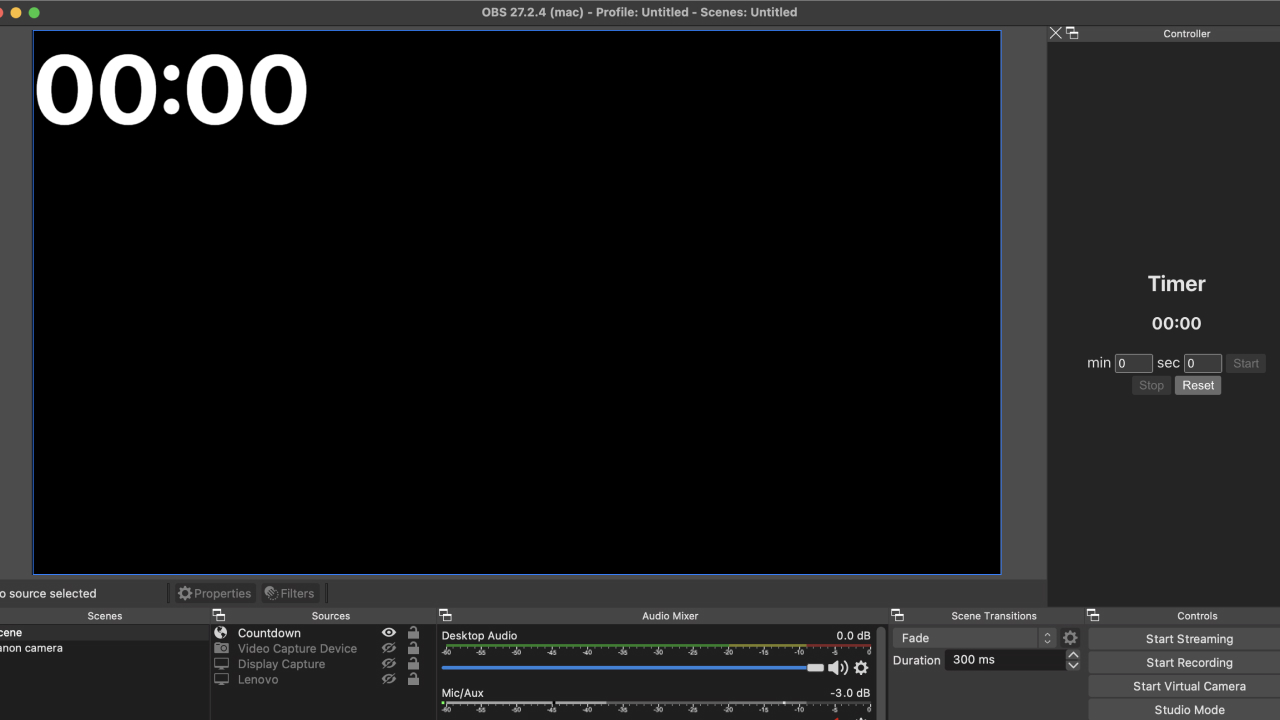 OBS 27.2.4 (mac) - Profile: Untitled - Scenes: Untitled
Controller
00:00
Timer
00:00
min 0 sec 0 Start
Stop Reset
o source selected Properties Filters
Scenes Sources Audio Mixer Scene Transitions Controls
cene
anon camera
Countdown
Video Capture Device
Display Capture
Lenovo
Desktop Audio 0.0 dB
-60 -55 -50 -45 -40 -35 -30 -25 -20 -15 -10 -5 0
Mic/Aux -3.0 dB
-60 -55 -50 -45 -40 -35 -30 -25 -20 -15 -10 -5 0
Fade
Duration 300 ms
Start Streaming
Start Recording
Start Virtual Camera
Studio Mode